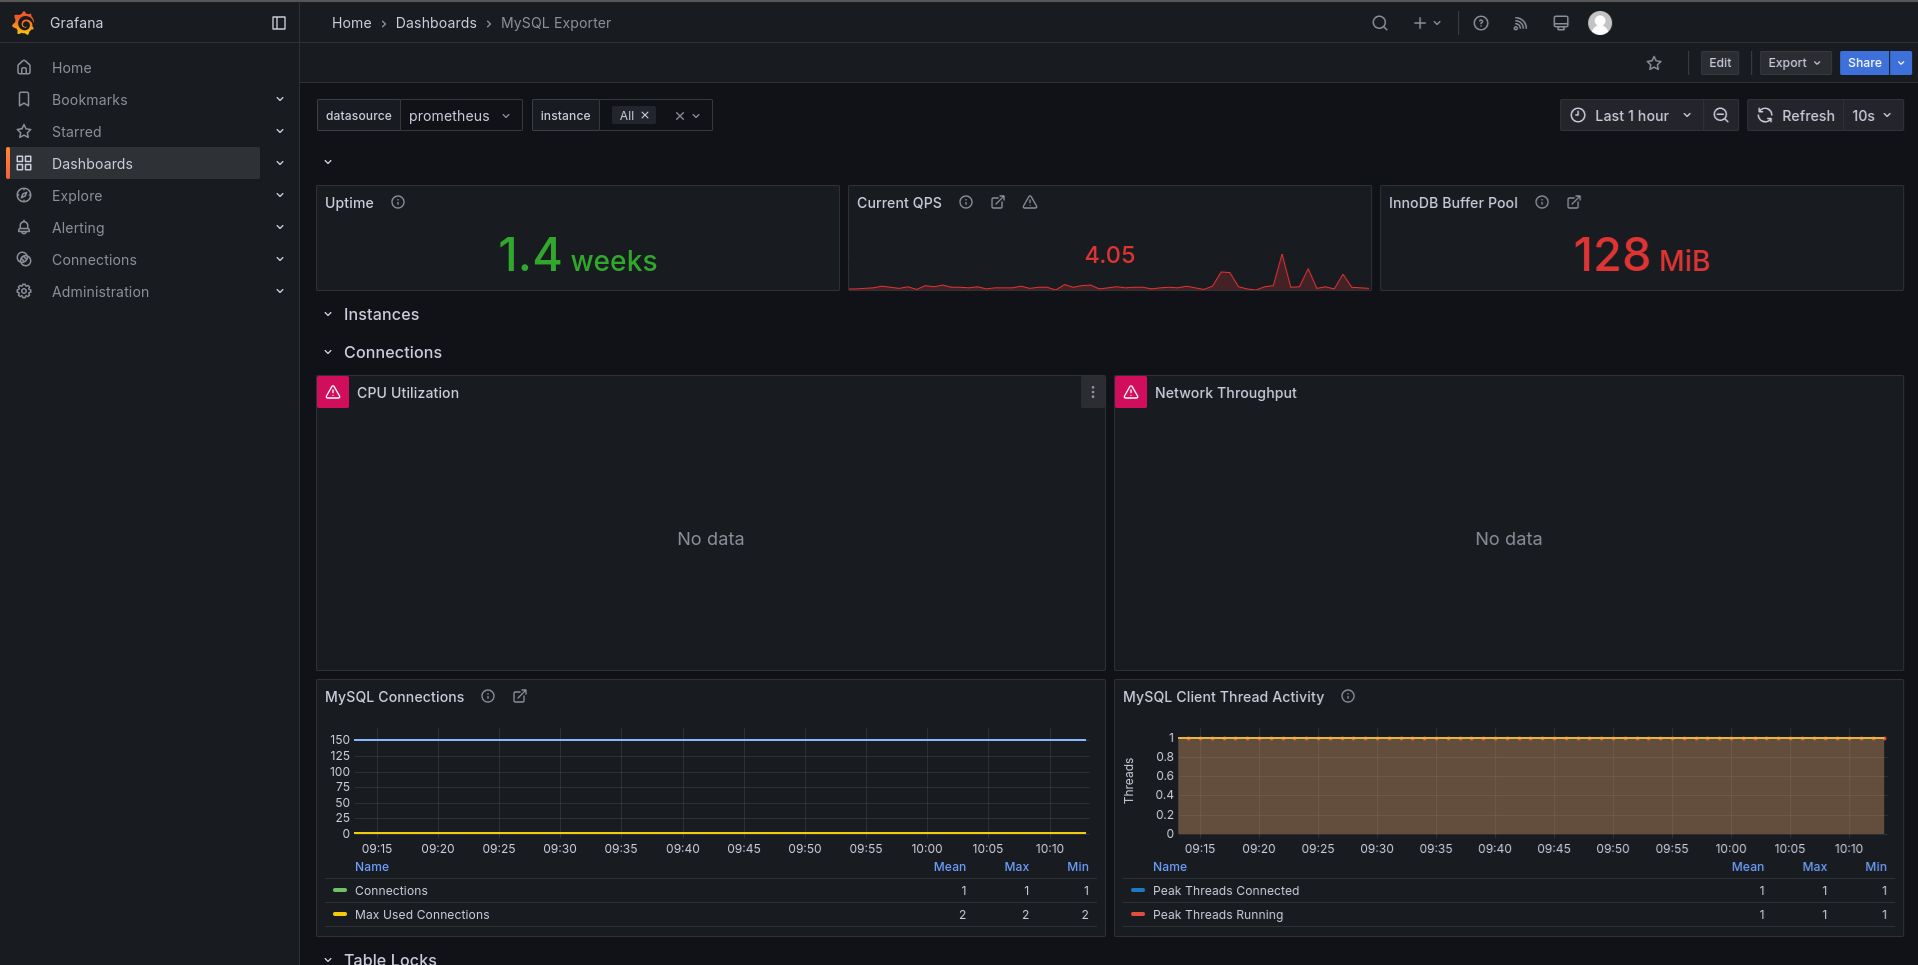 Grafana
Home
Bookmarks
Starred
Dashboards
Explore
Alerting
Connections
Administration
Home › Dashboards › MySQL Exporter
Edit
Export
Share
datasource prometheus
instance All
Last 1 hour
Refresh 10s
Uptime
1.4 weeks
Current QPS
4.05
InnoDB Buffer Pool
128 MiB
Instances
Connections
CPU Utilization
No data
Network Throughput
No data
MySQL Connections
150
125
100
75
50
25
0
09:15 09:20 09:25 09:30 09:35 09:40 09:45 09:50 09:55 10:00 10:05 10:10
Name Mean Max Min
Connections 1 1 1
Max Used Connections 2 2 2
MySQL Client Thread Activity
Threads
1
0.8
0.6
0.4
0.2
0
09:15 09:20 09:25 09:30 09:35 09:40 09:45 09:50 09:55 10:00 10:05 10:10
Name Mean Max Min
Peak Threads Connected 1 1 1
Peak Threads Running 1 1 1
Table Locks